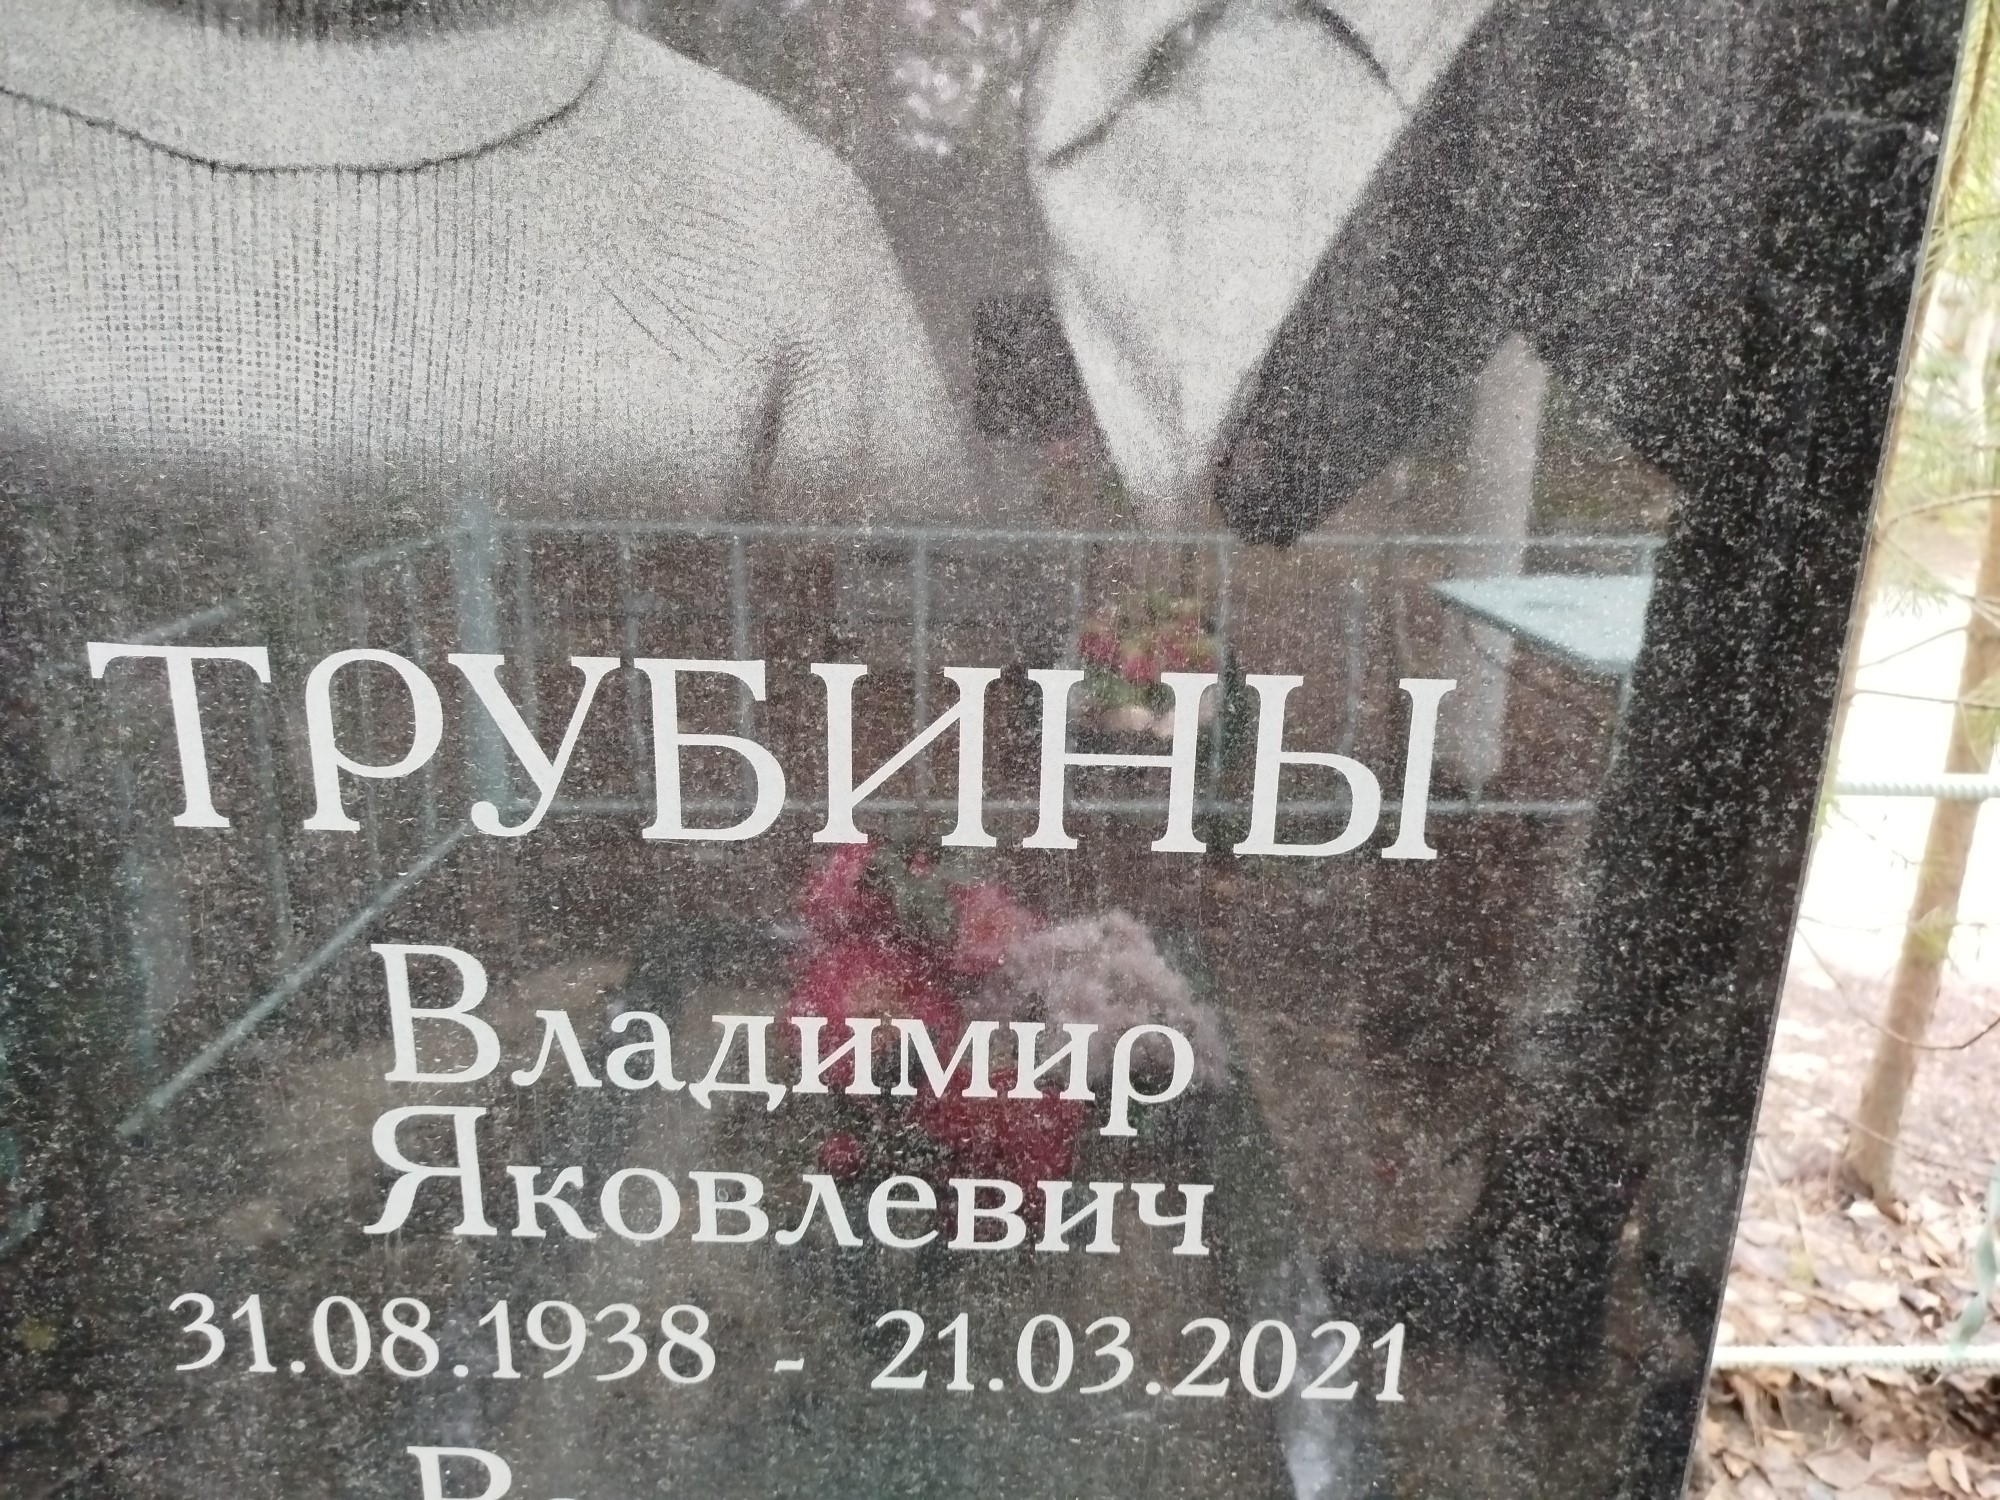 ТРУБИНЫ
Владимир
Яковлевич
31.08.1938 - 21.03.2021